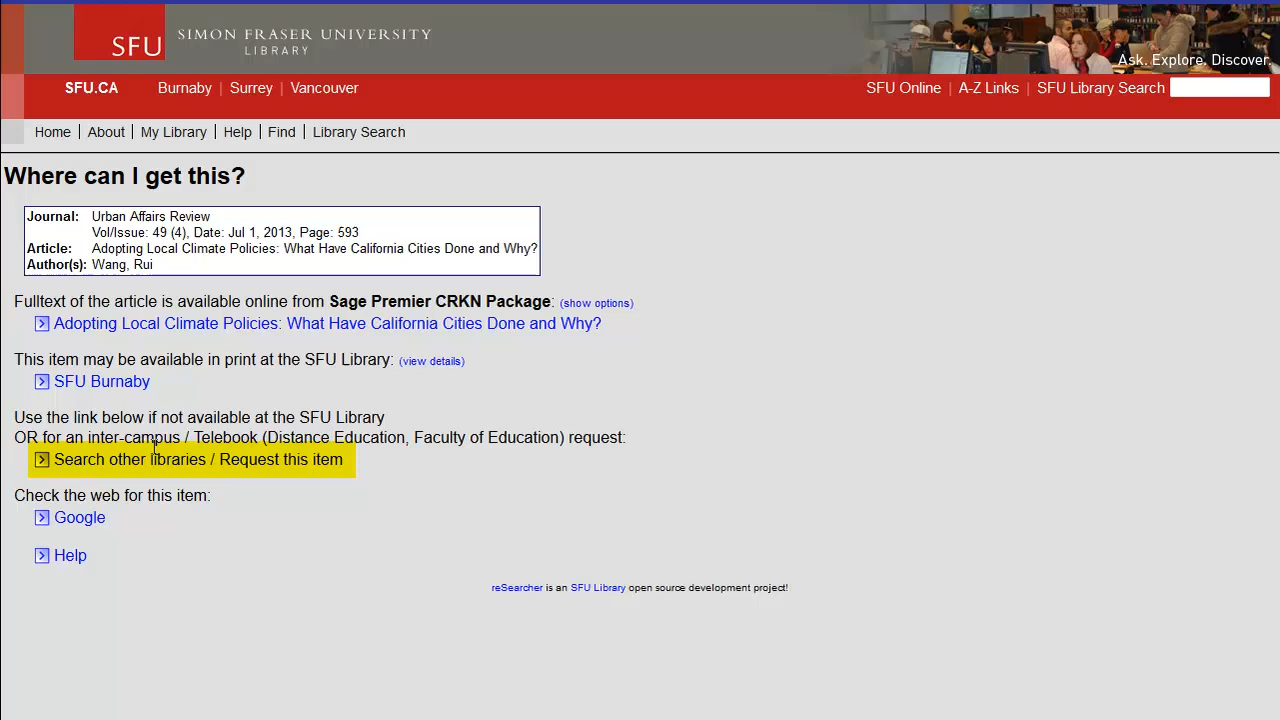 SFU SIMON FRASER UNIVERSITY
LIBRARY
Ask. Explore. Discover.
SFU.CA Burnaby | Surrey | Vancouver SFU Online | A-Z Links | SFU Library Search
Home | About | My Library | Help | Find | Library Search
Where can I get this?
Journal: Urban Affairs Review
Vol/Issue: 49 (4), Date: Jul 1, 2013, Page: 593
Article: Adopting Local Climate Policies: What Have California Cities Done and Why?
Author(s): Wang, Rui
Fulltext of the article is available online from Sage Premier CRKN Package: (show options)
Adopting Local Climate Policies: What Have California Cities Done and Why?
This item may be available in print at the SFU Library: (view details)
SFU Burnaby
Use the link below if not available at the SFU Library
OR for an inter-campus / Telebook (Distance Education, Faculty of Education) request:
Search other libraries / Request this item
Check the web for this item:
Google
Help
reSearcher is an SFU Library open source development project!